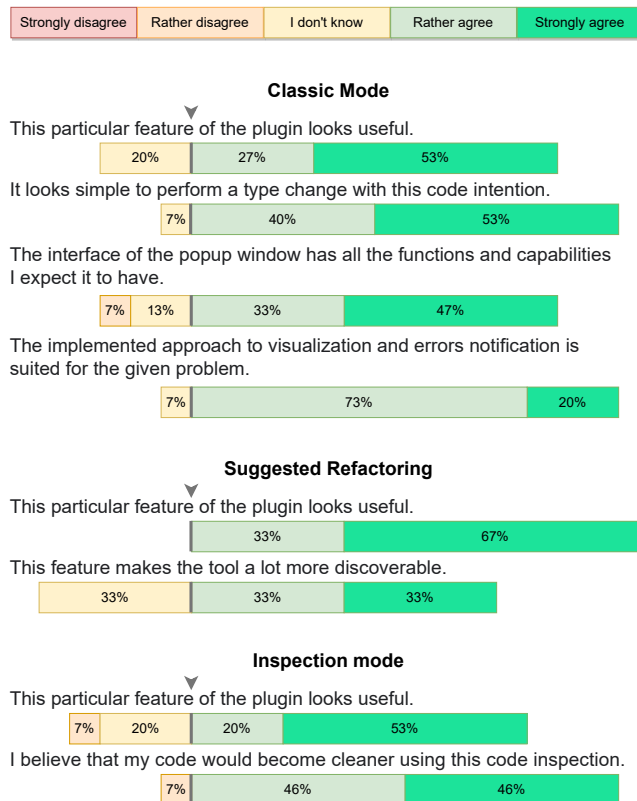 Strongly disagree Rather disagree I don't know Rather agree Strongly agree
Classic Mode
This particular feature of the plugin looks useful.
20% 27% 53%
It looks simple to perform a type change with this code intention.
7% 40% 53%
The interface of the popup window has all the functions and capabilities
I expect it to have.
7% 13% 33% 47%
The implemented approach to visualization and errors notification is
suited for the given problem.
7% 73% 20%
Suggested Refactoring
This particular feature of the plugin looks useful.
33% 67%
This feature makes the tool a lot more discoverable.
33% 33% 33%
Inspection mode
This particular feature of the plugin looks useful.
7% 20% 20% 53%
I believe that my code would become cleaner using this code inspection.
7% 46% 46%